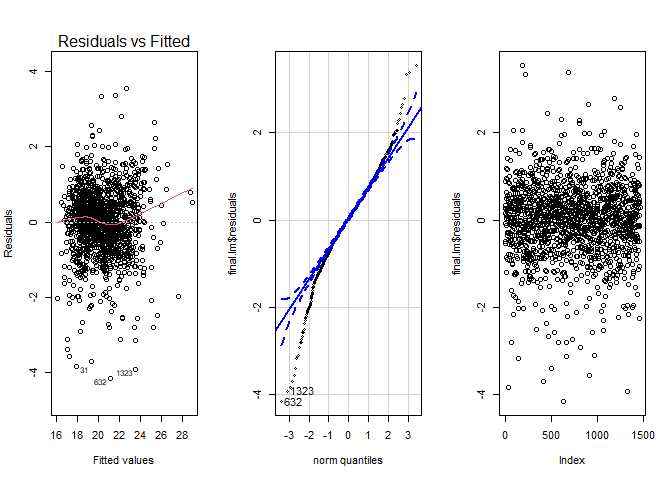 Residuals vs Fitted
Residuals
4
2
0
-2
-4
31
632
1323
16 18 20 22 24 26 28
Fitted values
final.lm$residuals
2
0
-2
-4
1323
632
-3 -2 -1 0 1 2 3
norm quantiles
final.lm$residuals
2
0
-2
-4
0 500 1000 1500
Index